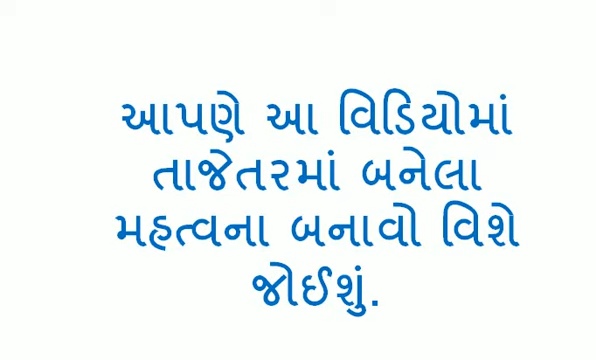 આપણે આ વિડિયોમાં
તાજેતરમાં બનેલા
મહત્વના બનાવો વિશે
જોઈશું.